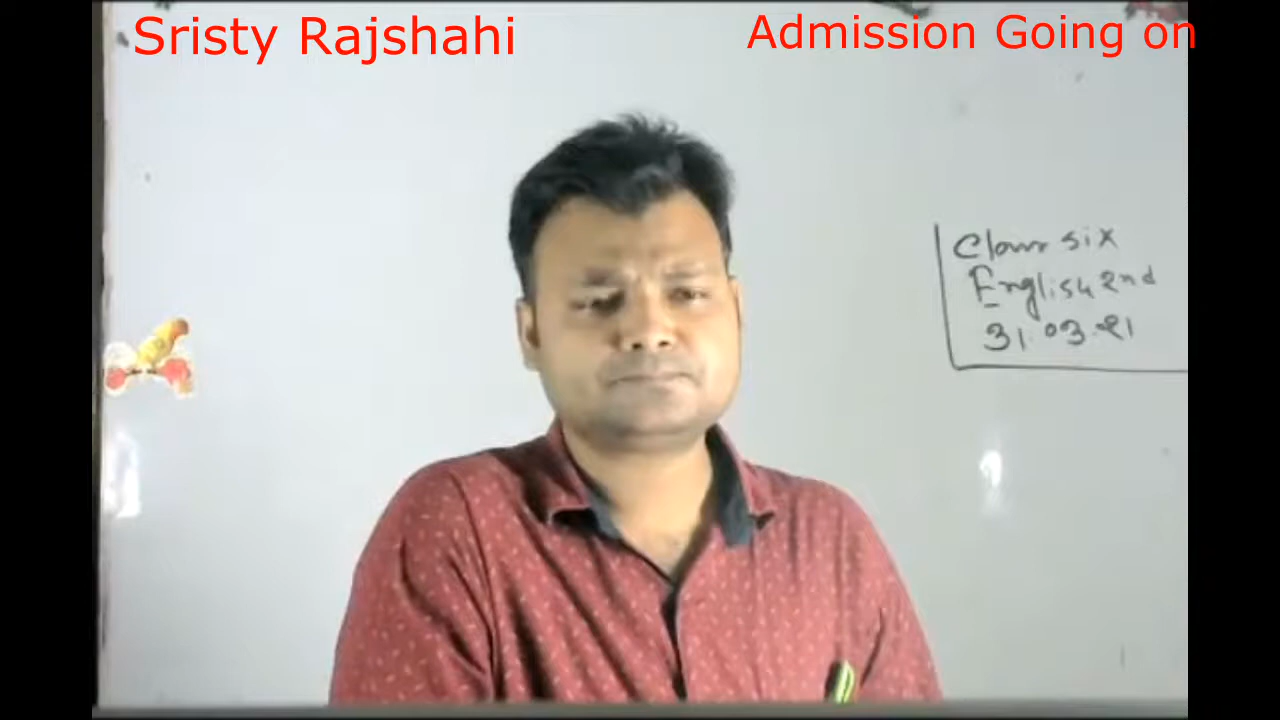 Sristy Rajshahi
Admission Going on
Class six
English 2nd
31.03.21